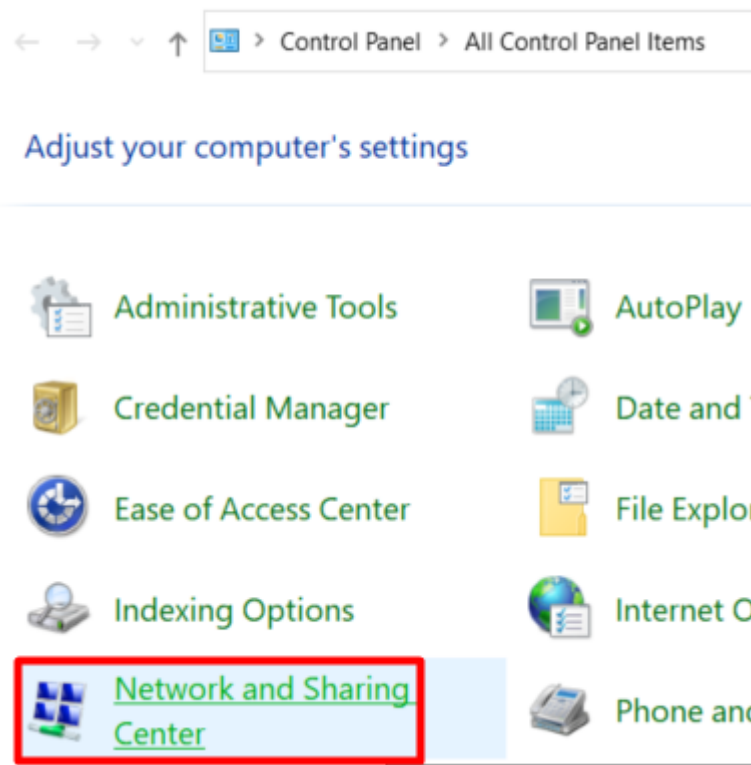 Control Panel > All Control Panel Items
Adjust your computer's settings
Administrative Tools
AutoPlay
Credential Manager
Date and
Ease of Access Center
File Explor
Indexing Options
Internet O
Network and Sharing
Center
Phone and